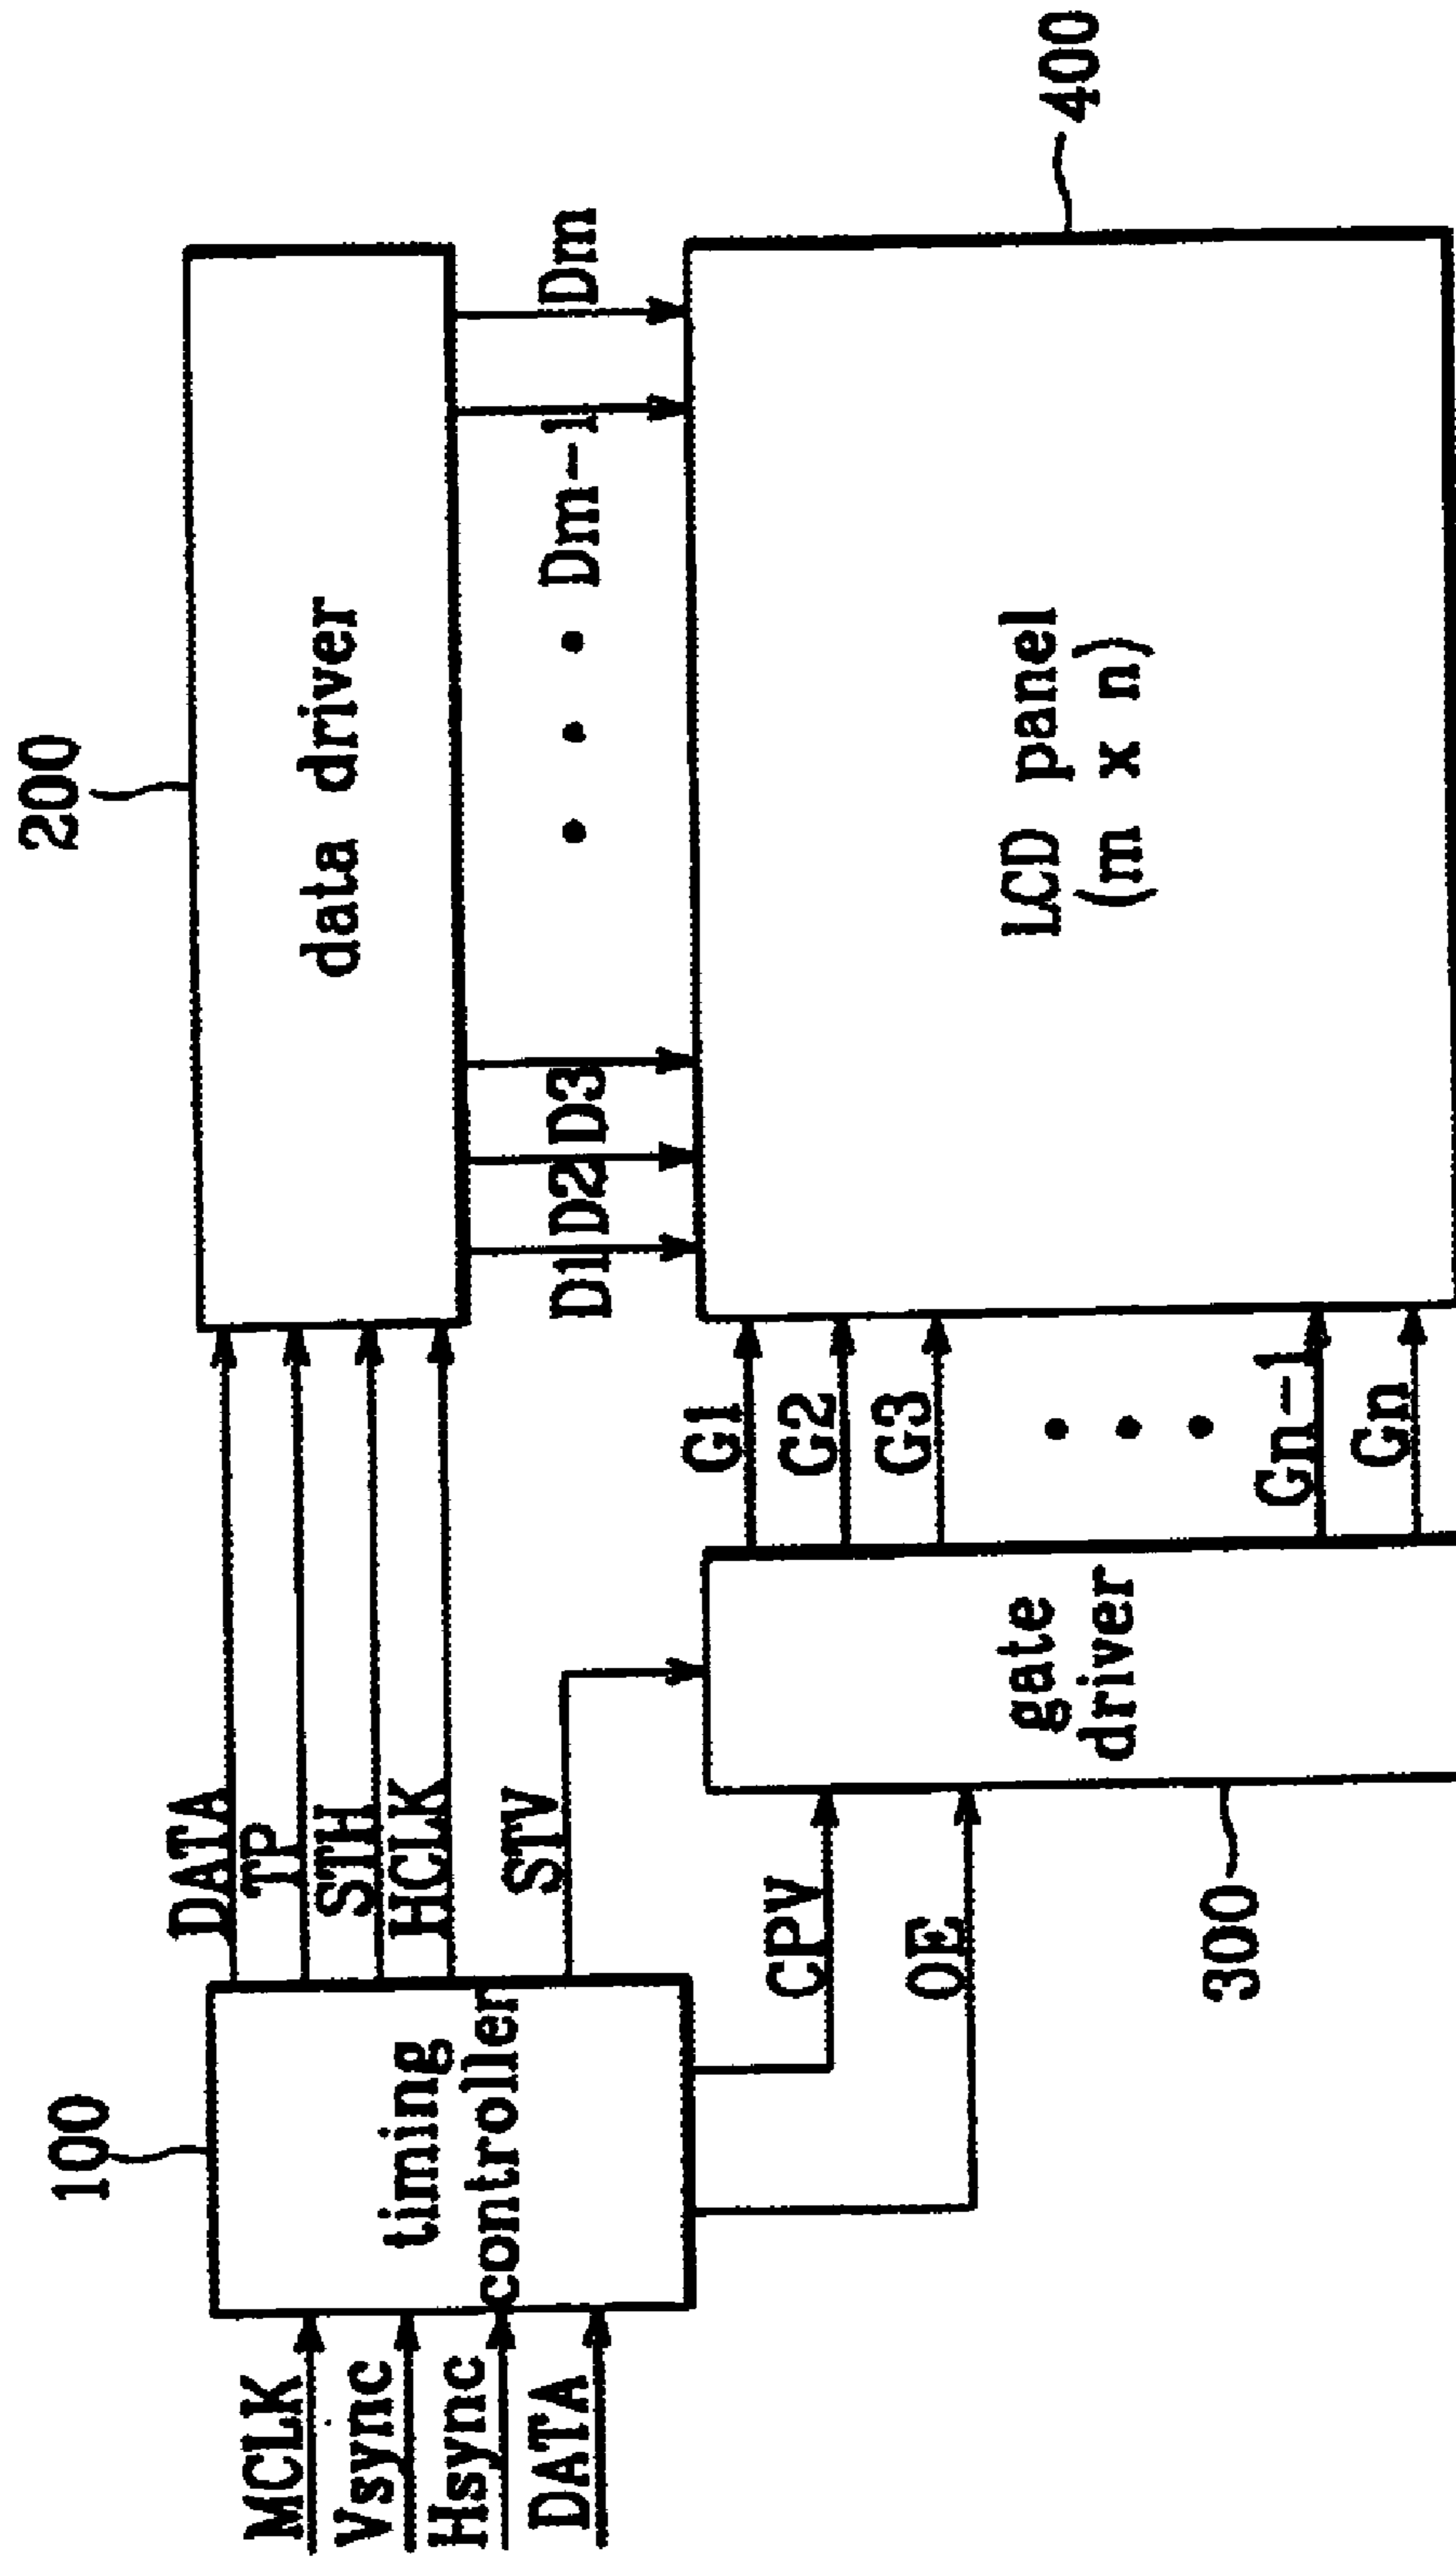 100
200
MCLK
Vsync
Hsync
DATA
timing
controller
DATA
TP
STH
HCLK
STV
CPV
OE
data driver
D1 D2 D3
Dm-1 Dm
300
gate
driver
G1
G2
G3
Gn-1
Gn
LCD panel
(m x n)
400